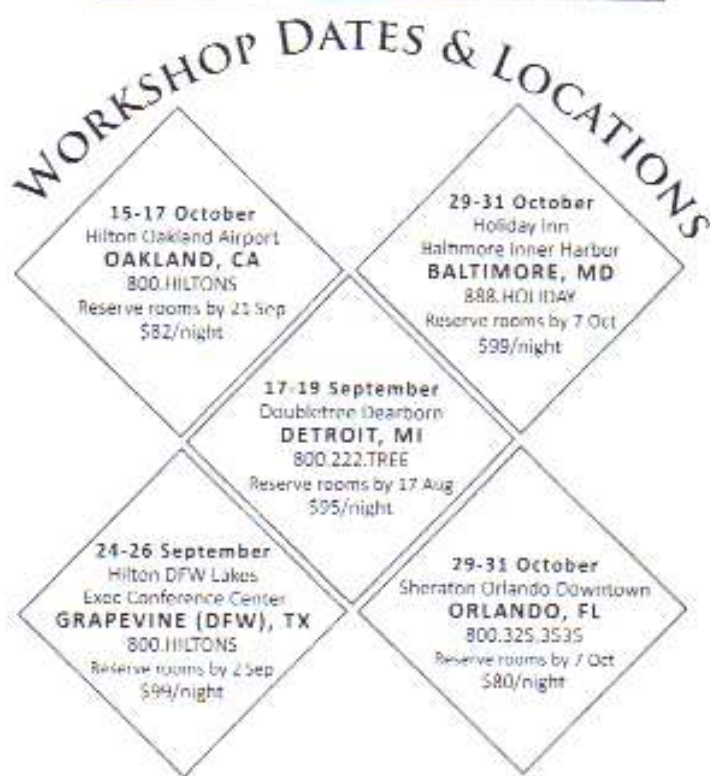 WORKSHOP DATES & LOCATIONS
15-17 October
Hilton Oakland Airport
OAKLAND, CA
800.HILTONS
Reserve rooms by 21 Sep
$82/night
29-31 October
Holiday Inn
Baltimore Inner Harbor
BALTIMORE, MD
888.HOLIDAY
Reserve rooms by 7 Oct
$99/night
17-19 September
Doubletree Dearborn
DETROIT, MI
800.222.TREE
Reserve rooms by 17 Aug
$95/night
24-26 September
Hilton DFW Lakes
Exec Conference Center
GRAPEVINE (DFW), TX
800.HILTONS
Reserve rooms by 2 Sep
$99/night
29-31 October
Sheraton Orlando Downtown
ORLANDO, FL
800.325.3535
Reserve rooms by 7 Oct
$80/night